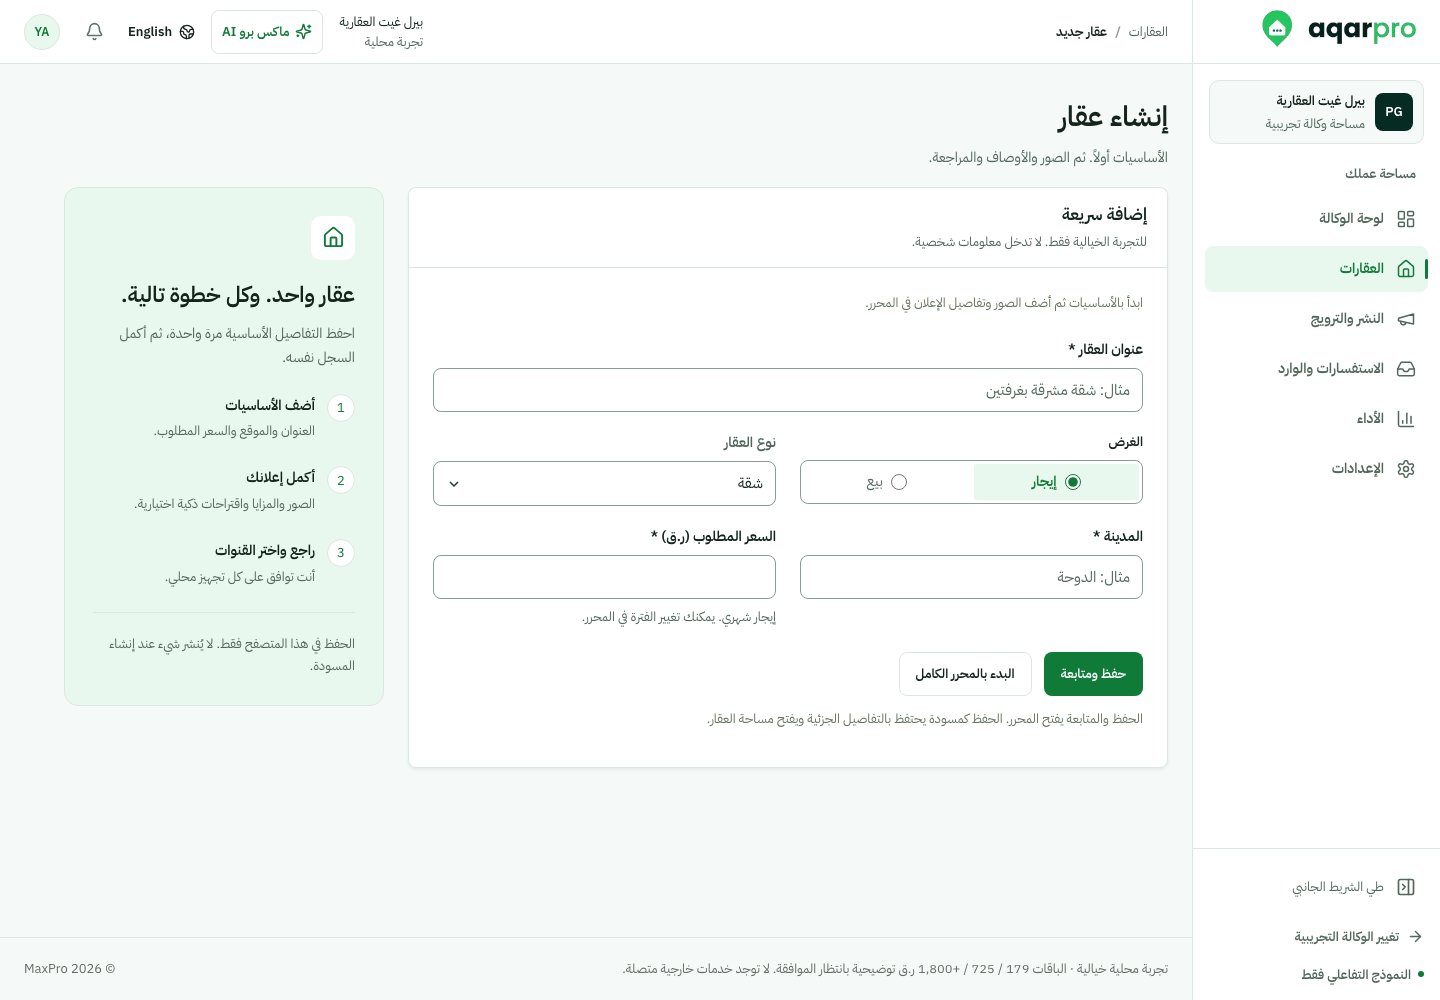 aqarpro
العقارات / عقار جديد
بيرل غيت العقارية
تجربة محلية
ماكس برو AI
English
YA
PG
بيرل غيت العقارية
مساحة وكالة تجريبية
مساحة عملك
لوحة الوكالة
العقارات
النشر والترويج
الاستفسارات والوارد
الأداء
الإعدادات
طي الشريط الجانبي
تغيير الوكالة التجريبية
النموذج التفاعلي فقط
إنشاء عقار
الأساسيات أولاً. ثم الصور والأوصاف والمراجعة.
إضافة سريعة
للتجربة الخيالية فقط. لا تدخل معلومات شخصية.
ابدأ بالأساسيات ثم أضف الصور وتفاصيل الإعلان في المحرر.
عنوان العقار *
مثال: شقة مشرقة بغرفتين
الغرض
إيجار
بيع
نوع العقار
شقة
المدينة *
مثال: الدوحة
السعر المطلوب (ر.ق) *
إيجار شهري. يمكنك تغيير الفترة في المحرر.
حفظ ومتابعة
البدء بالمحرر الكامل
الحفظ والمتابعة يفتح المحرر. الحفظ كمسودة يحتفظ بالتفاصيل الجزئية ويفتح مساحة العقار.
عقار واحد. وكل خطوة تالية.
احفظ التفاصيل الأساسية مرة واحدة، ثم أكمل
السجل نفسه.
1
أضف الأساسيات
العنوان والموقع والسعر المطلوب.
2
أكمل إعلانك
الصور والمزايا واقتراحات ذكية اختيارية.
3
راجع واختر القنوات
أنت توافق على كل تجهيز محلي.
الحفظ في هذا المتصفح فقط. لا يُنشر شيء عند إنشاء
المسودة.
تجربة محلية خيالية · الباقات 179 / 725 / +1,800 ر.ق توضيحية بانتظار الموافقة. لا توجد خدمات خارجية متصلة.
© 2026 MaxPro